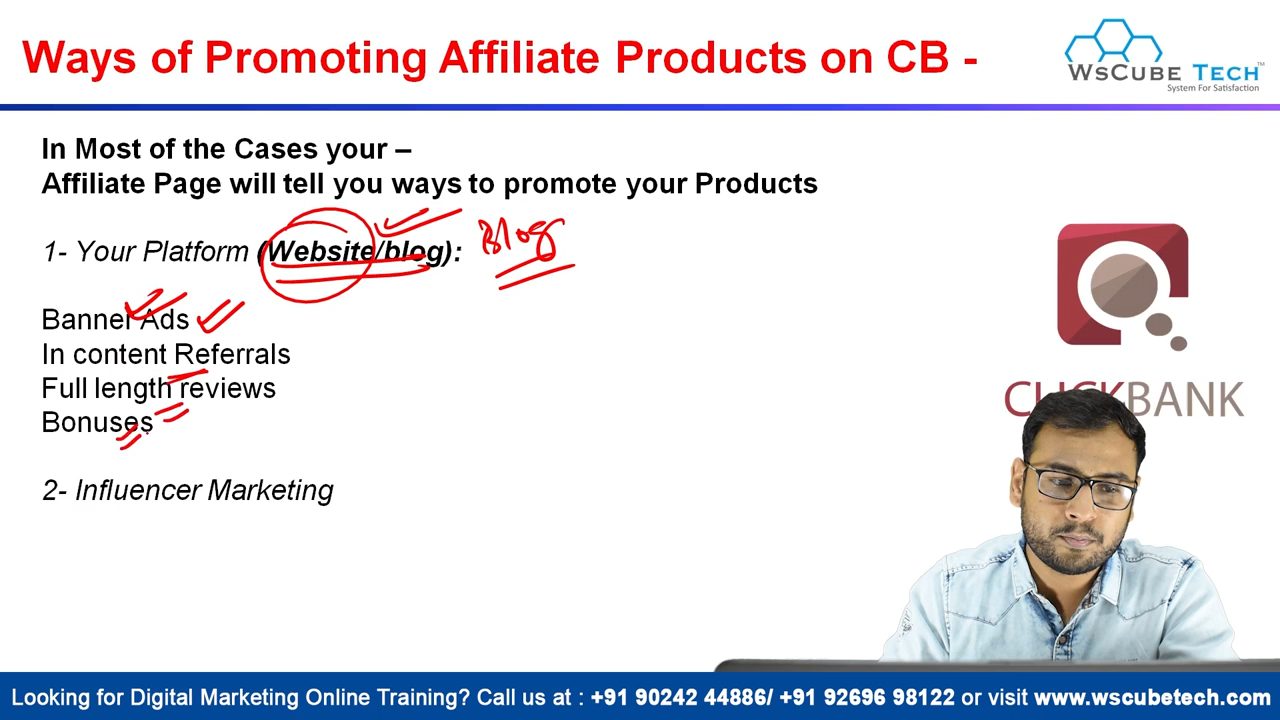 Ways of Promoting Affiliate Products on CB -
WsCube Tech™
System For Satisfaction
In Most of the Cases your –
Affiliate Page will tell you ways to promote your Products
1- Your Platform (Website/blog):
Blog
Banner Ads
In content Referrals
Full length reviews
Bonuses
CLICKBANK
2- Influencer Marketing
Looking for Digital Marketing Online Training? Call us at : +91 90242 44886/ +91 92696 98122 or visit www.wscubetech.com